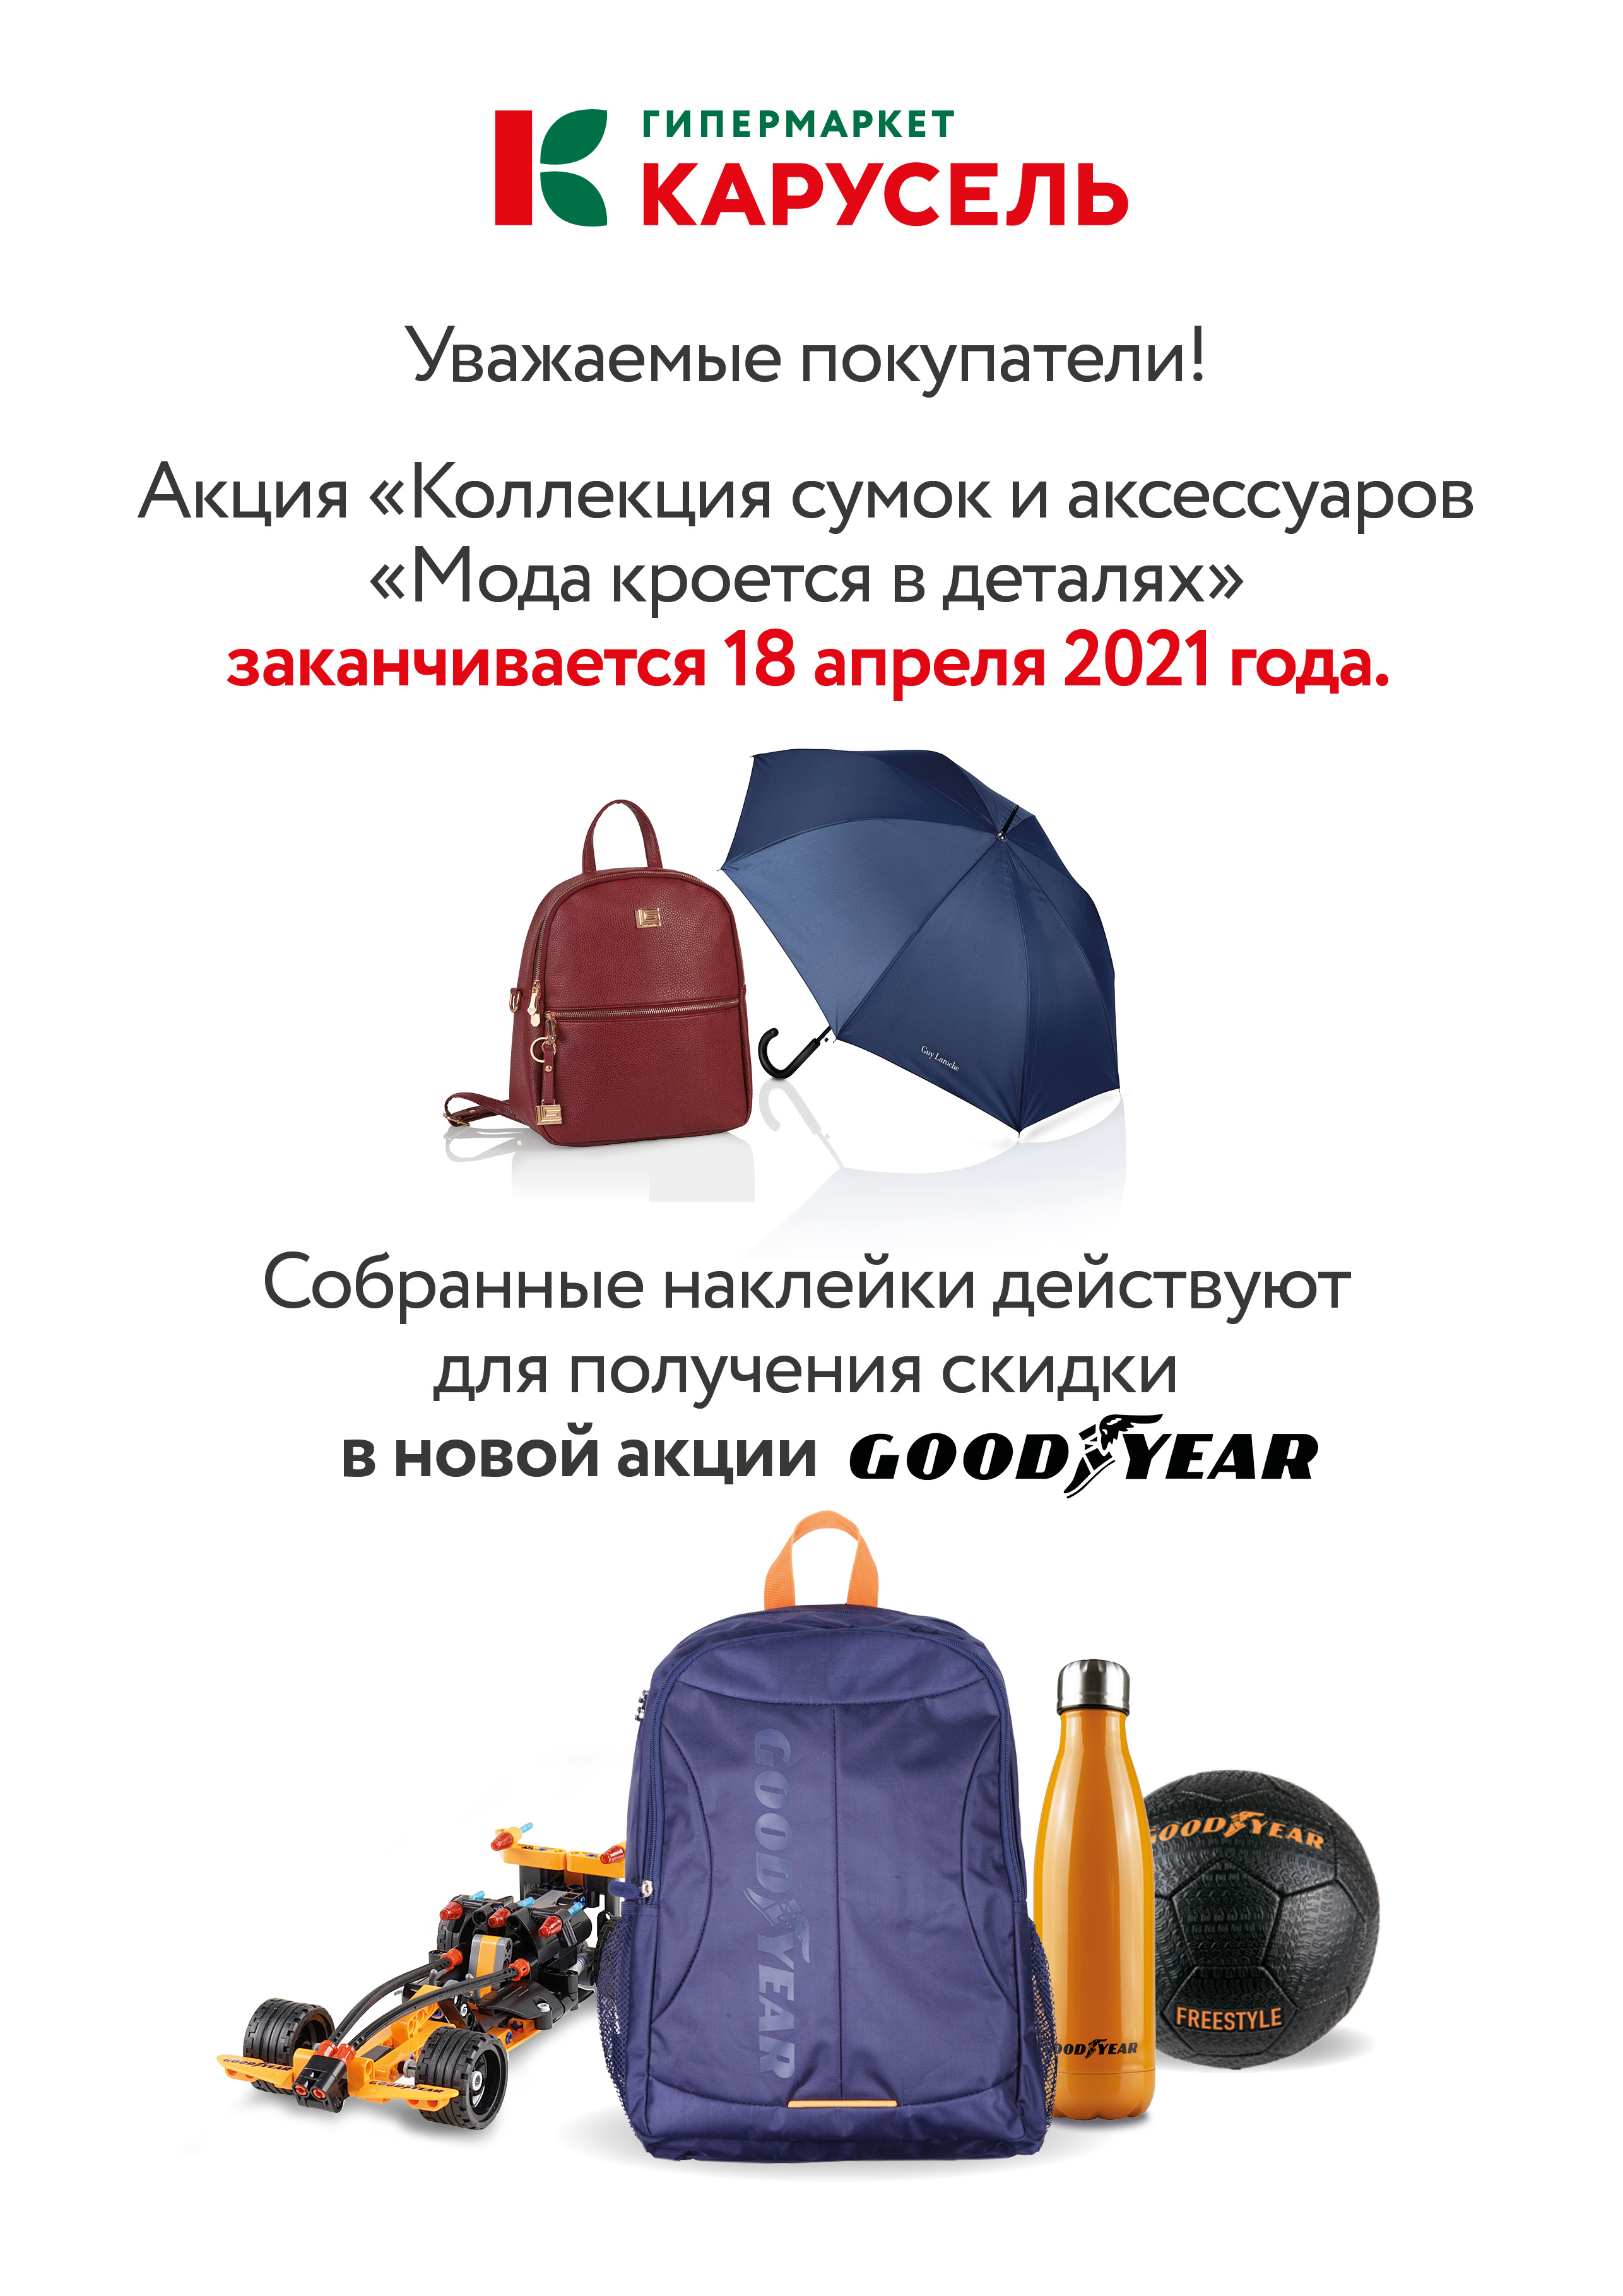 ГИПЕРМАРКЕТ
КАРУСЕЛЬ
Уважаемые покупатели!
Акция «Коллекция сумок и аксессуаров
«Мода кроется в деталях»
заканчивается 18 апреля 2021 года.
Guy Laroche
Собранные наклейки действуют
для получения скидки
в новой акции GOODYEAR
GOODYEAR
GOODYEAR
FREESTYLE
GOODYEAR
GOODYEAR
GOODYEAR